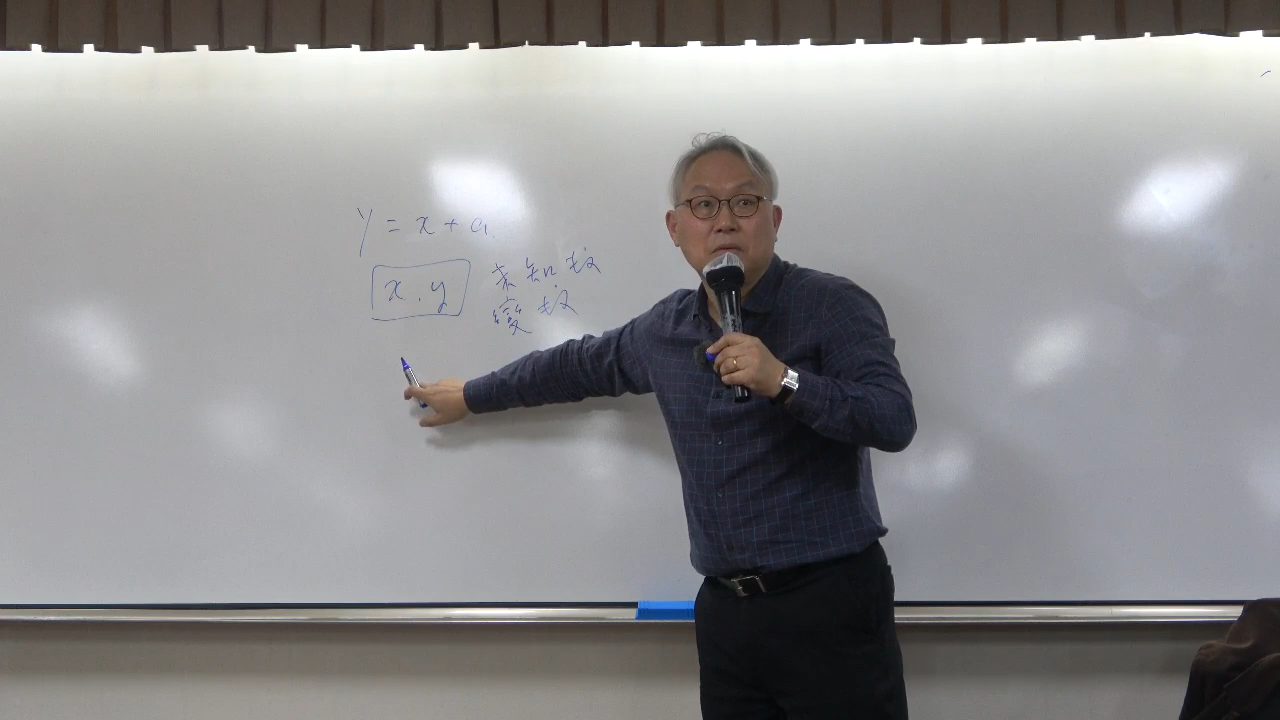 y = x + a
x . y
未知数
變数